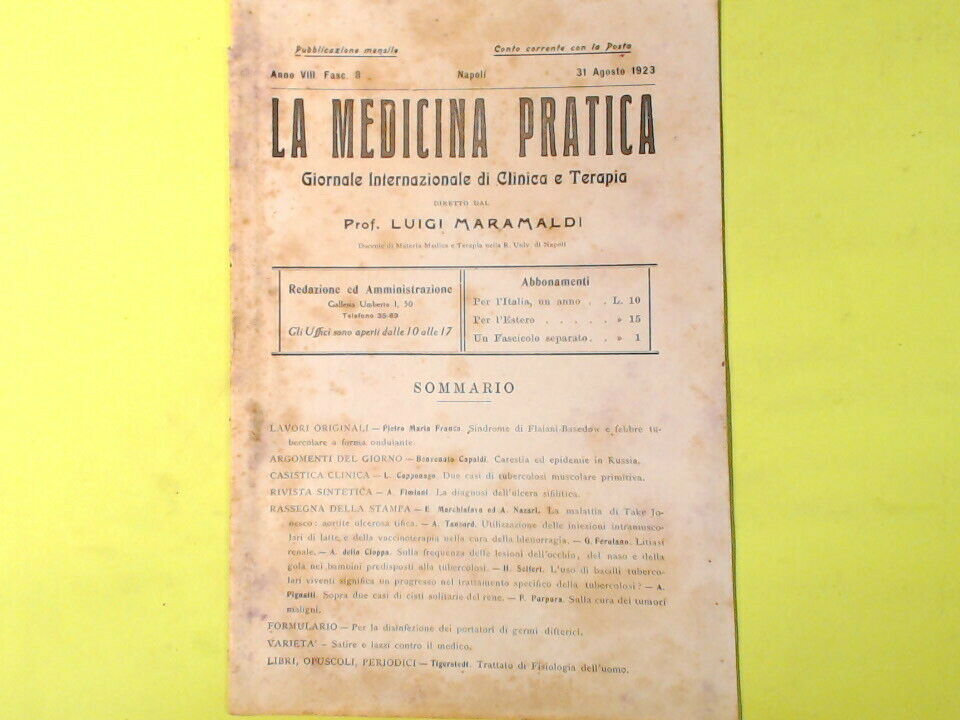 Pubblicazione mensile Conto corrente con la Posta
Anno VIII Fasc. 8 Napoli 31 Agosto 1923
LA MEDICINA PRATICA
Giornale Internazionale di Clinica e Terapia
DIRETTO DAL
Prof. LUIGI MARAMALDI
Docente di Materia Medica e Terapia nella R. Univ. di Napoli
Redazione ed Amministrazione
Galleria Umberto I, 50
Telefono 35-69
Gli Uffici sono aperti dalle 10 alle 17
Abbonamenti
Per l'Italia, un anno . . L. 10
Per l'Estero . . . . . » 15
Un Fascicolo separato. . » 1
SOMMARIO
LAVORI ORIGINALI — Pietro Maria Franco. Sindrome di Flaiani-Basedow e febbre tu-
bercolare a forma ondulante.
ARGOMENTI DEL GIORNO — Benvenuto Capaldi. Carestia ed epidemie in Russia.
CASISTICA CLINICA — L. Capponago. Due casi di tubercolosi muscolare primitiva.
RIVISTA SINTETICA — A. Fimiani. La diagnosi dell'ulcera sifilitica.
RASSEGNA DELLA STAMPA — E. Marchiafava ed A. Nazari. La malattia di Take Jo-
nesco: aortite ulcerosa tifica. — A. Tansard. Utilizzazione delle iniezioni intramusco-
lari di latte e della vaccinoterapia nella cura della blenorragia. — G. Ferulano. Litiasi
renale. — A. della Cioppa. Sulla frequenza delle lesioni dell'occhio, del naso e della
gola nei bambini predisposti alla tubercolosi. — H. Selfert. L'uso di bacilli tuberco-
lari viventi significa un progresso nel trattamento specifico della tubercolosi? — A.
Pignatti. Sopra due casi di cisti solitarie del rene. — F. Purpura. Sulla cura dei tumori
maligni.
FORMULARIO — Per la disinfezione dei portatori di germi difterici.
VARIETA' - Satire e lazzi contro il medico.
LIBRI, OPUSCOLI, PERIODICI — Tigerstedt. Trattato di Fisiologia dell'uomo.